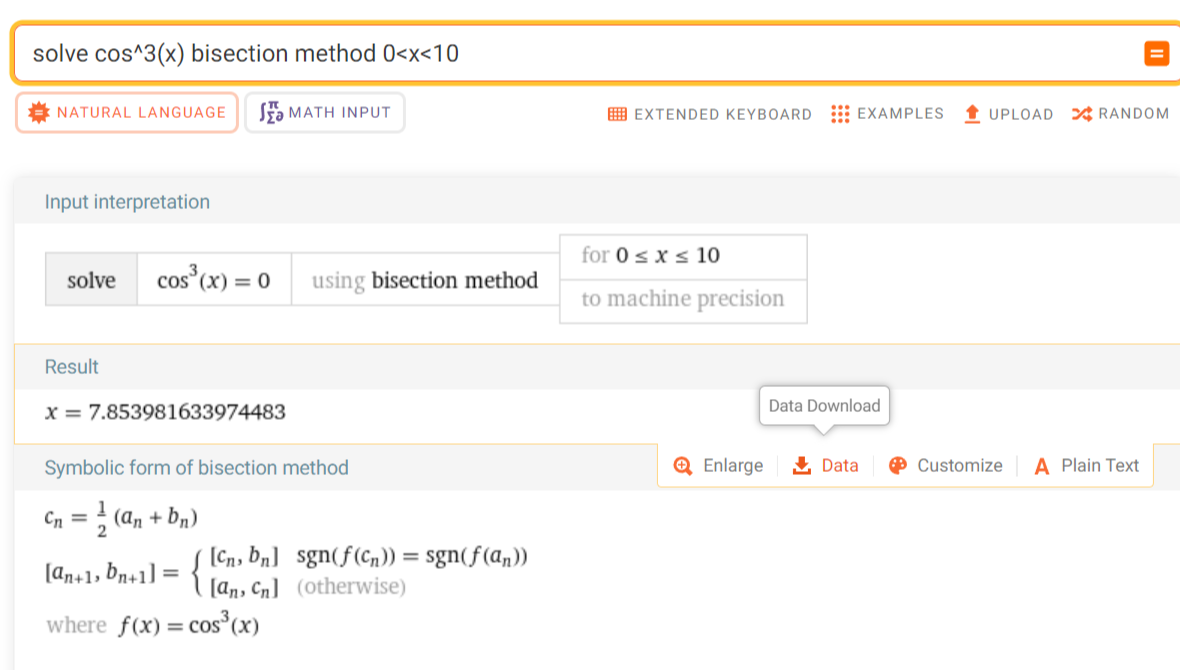 solve cos^3(x) bisection method 0<x<10
NATURAL LANGUAGE ∫Σ∂π MATH INPUT EXTENDED KEYBOARD EXAMPLES UPLOAD RANDOM
Input interpretation
solve cos³(x) = 0 using bisection method for 0 ≤ x ≤ 10
to machine precision
Result
x = 7.853981633974483
Data Download
Symbolic form of bisection method Enlarge Data Customize A Plain Text
cₙ = 1/2 (aₙ + bₙ)
[aₙ₊₁, bₙ₊₁] = { [cₙ, bₙ] sgn(f(cₙ)) = sgn(f(aₙ))
[aₙ, cₙ] (otherwise)
where f(x) = cos³(x)